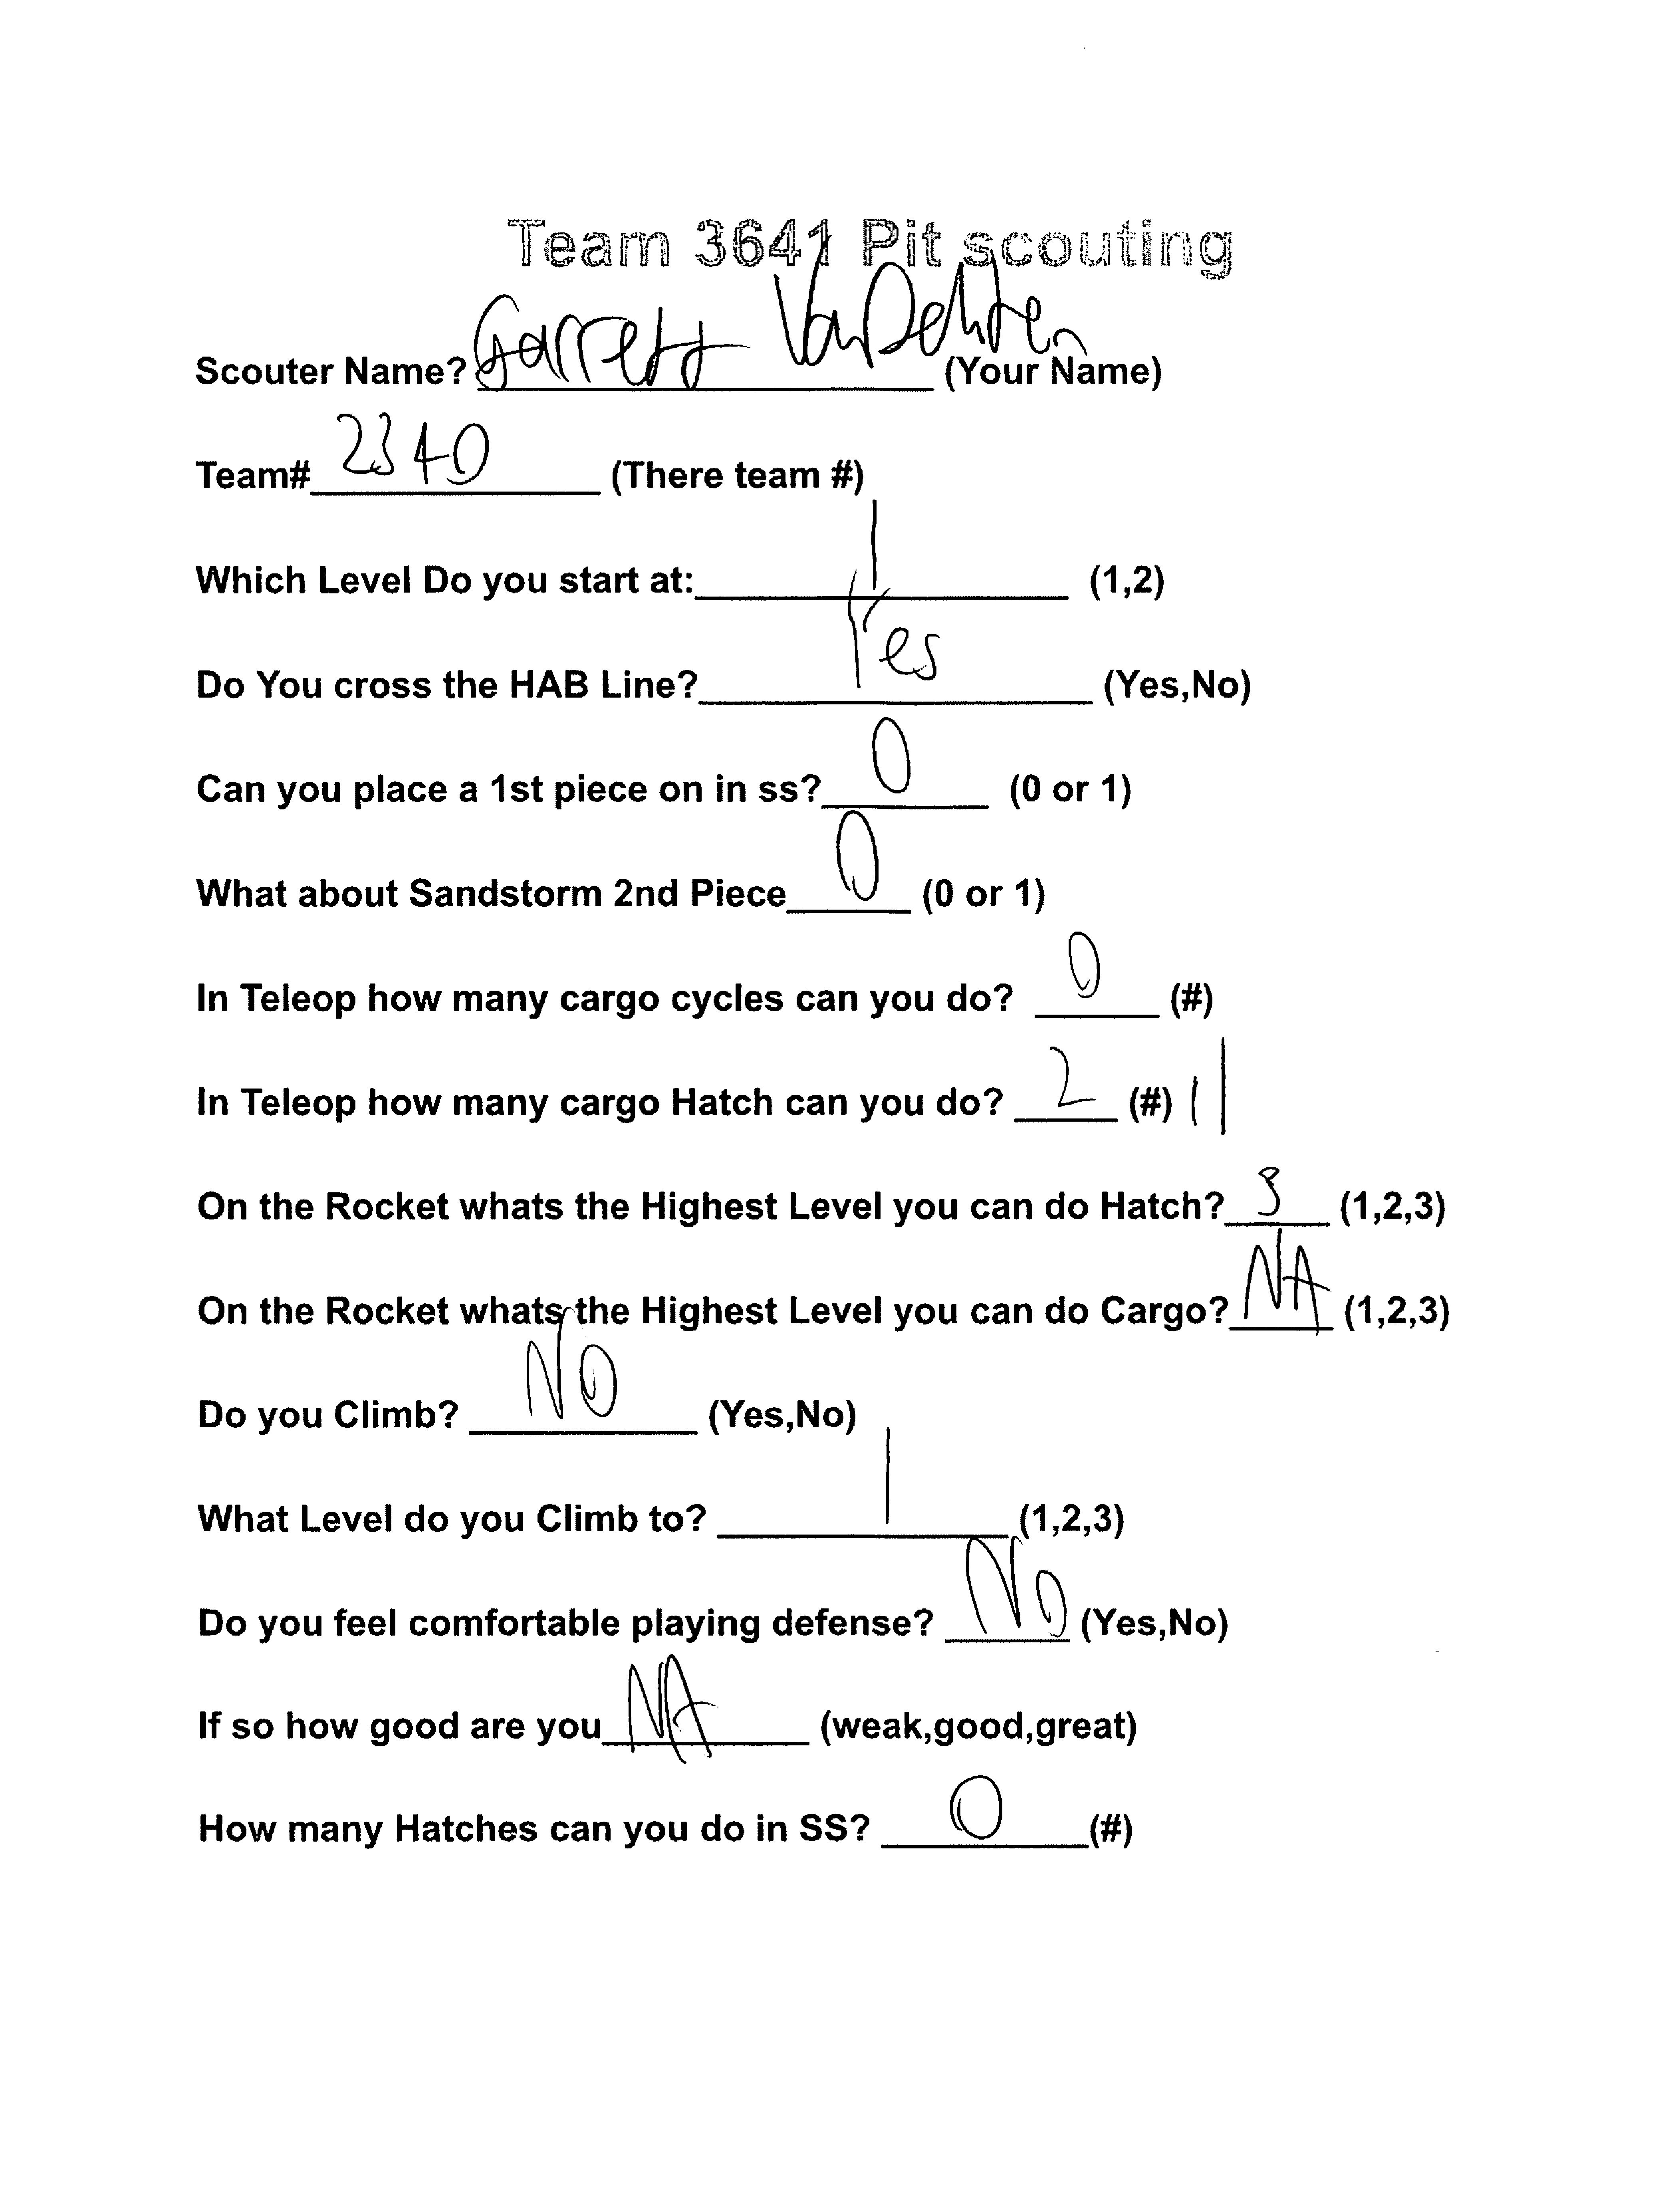 Team 3641 Pit scouting
Scouter Name? Garrett (Your Name)
Team# 2340 (There team #)
Which Level Do you start at: 1 (1,2)
Do You cross the HAB Line? Yes (Yes,No)
Can you place a 1st piece on in ss? 0 (0 or 1)
What about Sandstorm 2nd Piece 0 (0 or 1)
In Teleop how many cargo cycles can you do? 0 (#)
In Teleop how many cargo Hatch can you do? 2 (#) 11
On the Rocket whats the Highest Level you can do Hatch? 3 (1,2,3)
On the Rocket whats the Highest Level you can do Cargo? NA (1,2,3)
Do you Climb? NO (Yes,No)
What Level do you Climb to? 1 (1,2,3)
Do you feel comfortable playing defense? No (Yes,No)
If so how good are you NA (weak,good,great)
How many Hatches can you do in SS? 0 (#)